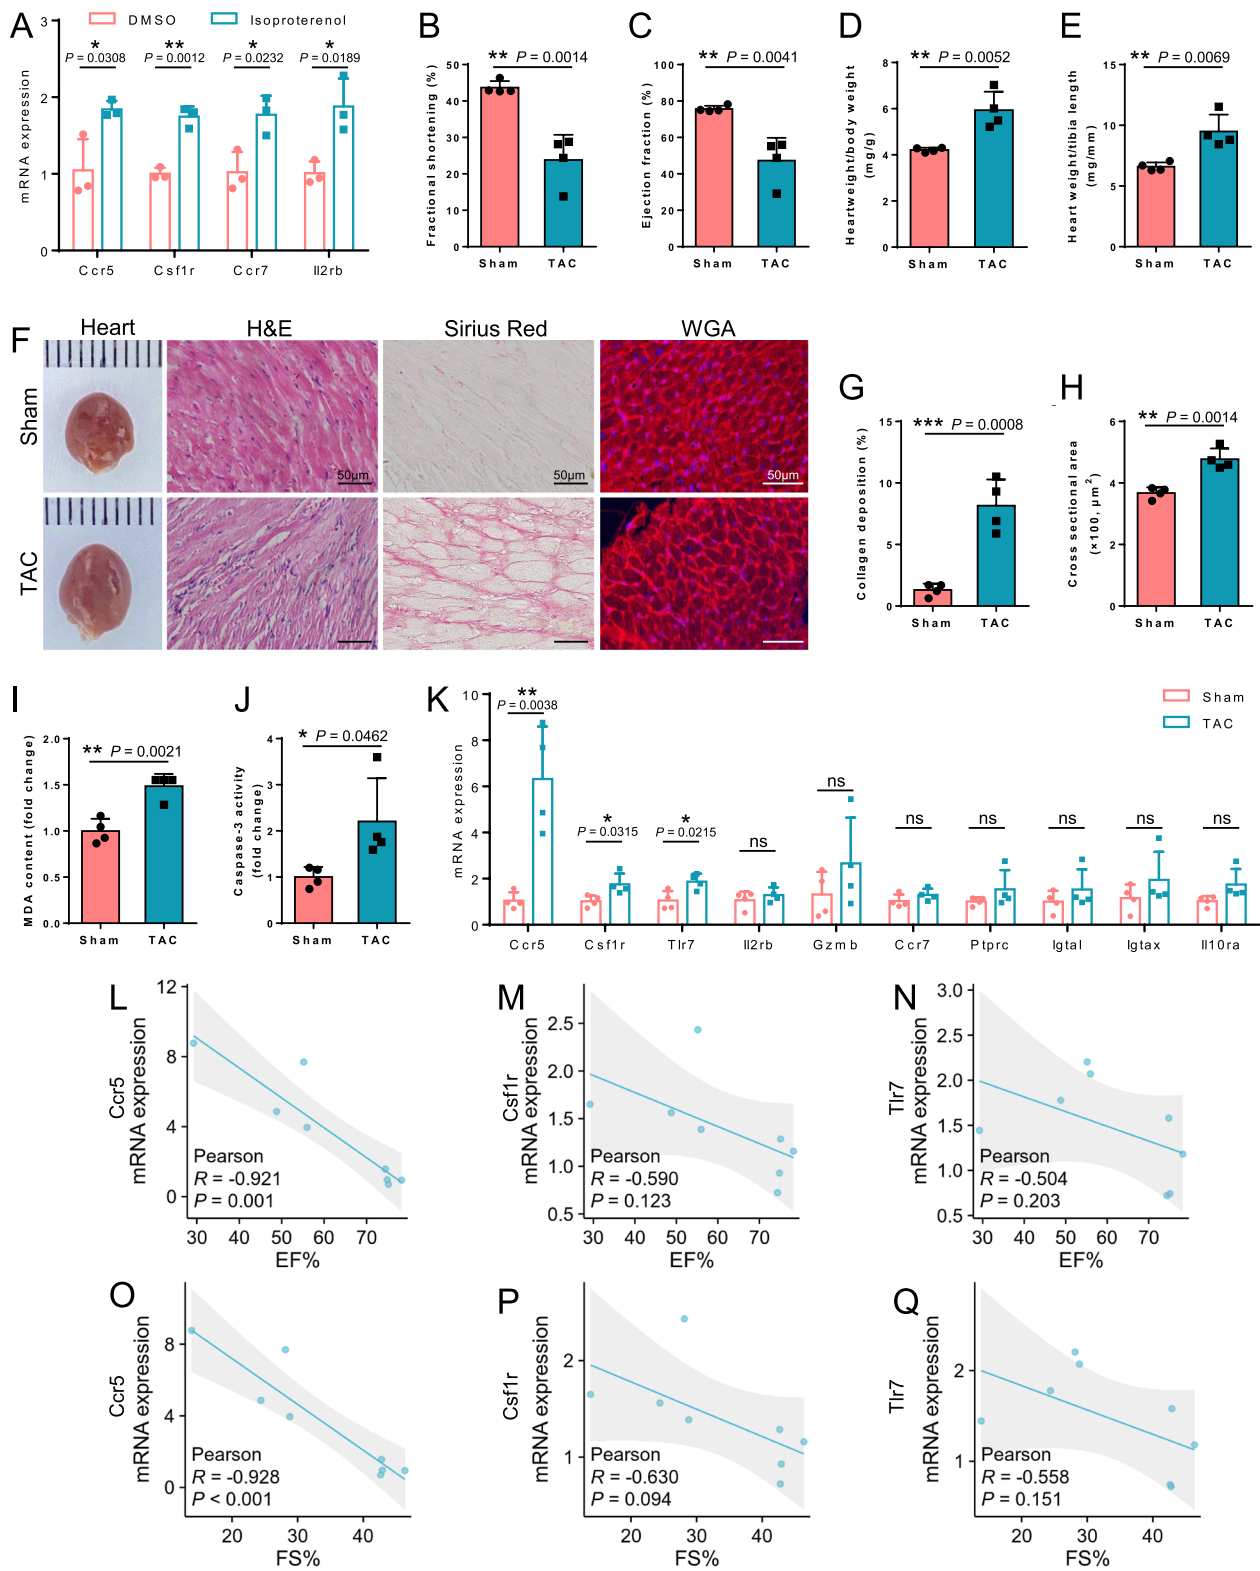 A
DMSO
Isoproterenol
mRNA expression
3
2
1
0
* P = 0.0308
** P = 0.0012
* P = 0.0232
* P = 0.0189
Ccr5
Csf1r
Ccr7
Il2rb
B
** P = 0.0014
Fractional shortening (%)
50
40
30
20
10
0
Sham
TAC
C
** P = 0.0041
Ejection fraction (%)
100
80
60
40
20
0
Sham
TAC
D
** P = 0.0052
Heartweight/body weight
(mg/g)
8
6
4
2
0
Sham
TAC
E
** P = 0.0069
Heart weight/tibia length
(mg/mm)
15
10
5
0
Sham
TAC
F
Heart
H&E
Sirius Red
WGA
Sham
50μm
50μm
50μm
TAC
G
*** P = 0.0008
Collagen deposition (%)
15
10
5
0
Sham
TAC
H
** P = 0.0014
Cross sectional area
(×100, μm²)
6
4
2
0
Sham
TAC
I
** P = 0.0021
MDA content (fold change)
2.0
1.5
1.0
0.5
0.0
Sham
TAC
J
* P = 0.0462
Caspase-3 activity
(fold change)
4
3
2
1
0
Sham
TAC
K
Sham
TAC
mRNA expression
10
8
6
4
2
0
** P = 0.0038
* P = 0.0315
* P = 0.0215
ns
ns
ns
ns
ns
ns
ns
Ccr5
Csf1r
Tlr7
Il2rb
Gzmb
Ccr7
Ptprc
Igtal
Igtax
Il10ra
L
Ccr5
mRNA expression
12
8
4
0
Pearson
R = -0.921
P = 0.001
30 40 50 60 70
EF%
M
Csf1r
mRNA expression
2.5
2.0
1.5
1.0
0.5
Pearson
R = -0.590
P = 0.123
30 40 50 60 70
EF%
N
Tlr7
mRNA expression
3.0
2.5
2.0
1.5
1.0
0.5
Pearson
R = -0.504
P = 0.203
30 40 50 60 70
EF%
O
Ccr5
mRNA expression
8
4
0
Pearson
R = -0.928
P < 0.001
20 30 40
FS%
P
Csf1r
mRNA expression
2
1
Pearson
R = -0.630
P = 0.094
20 30 40
FS%
Q
Tlr7
mRNA expression
2
1
Pearson
R = -0.558
P = 0.151
20 30 40
FS%